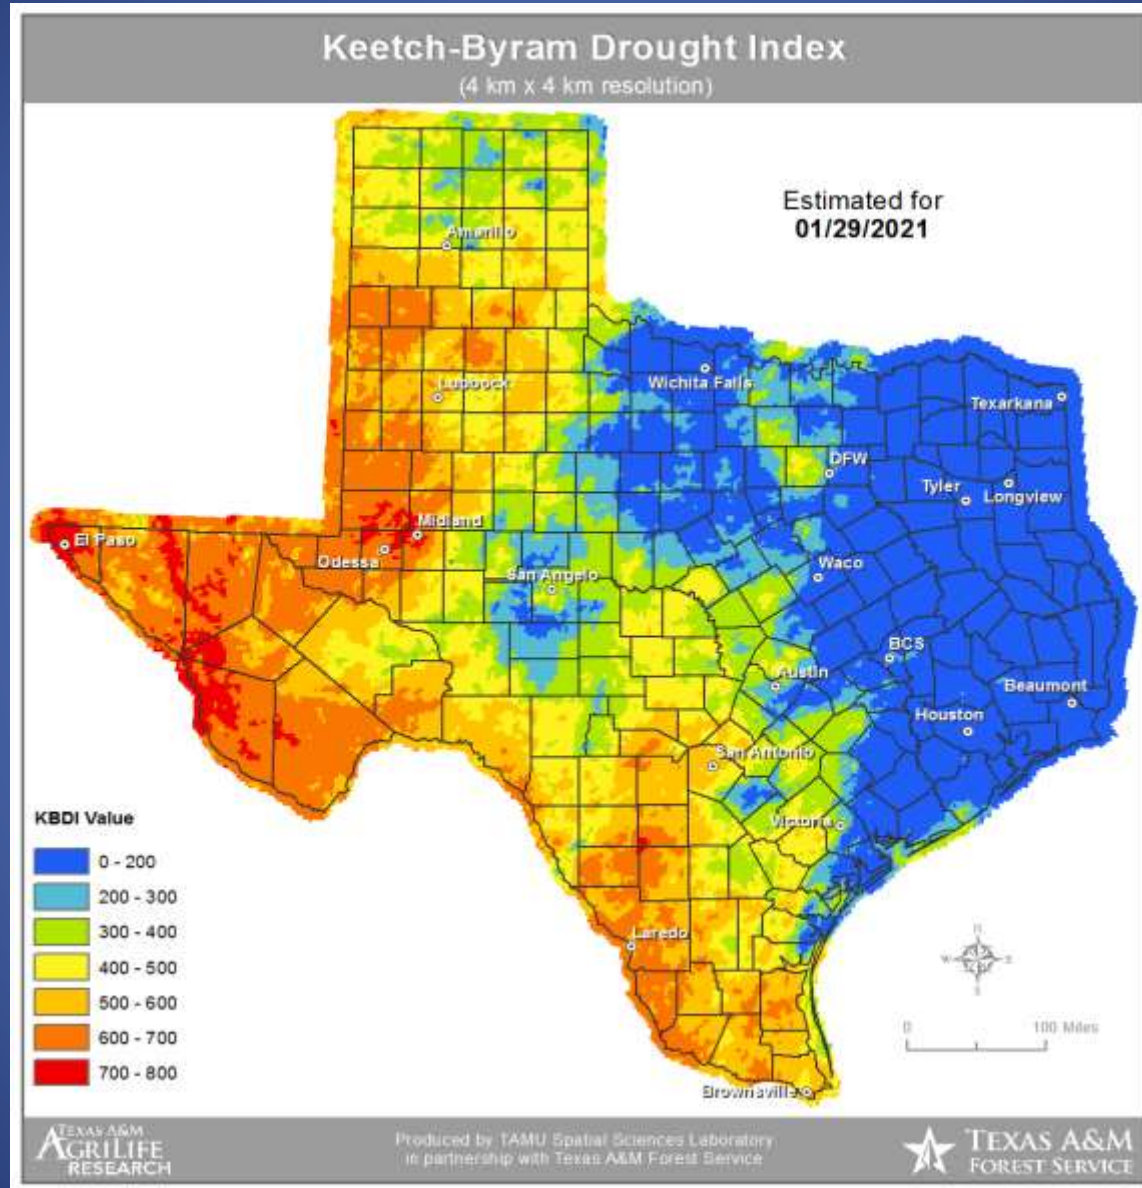 Keetch-Byram Drought Index
(4 km x 4 km resolution)
Estimated for
01/29/2021
Amarillo
Wichita Falls
Lubbock
Texarkana
DFW
Tyler
Longview
Midland
El Paso
Odessa
San Angelo
Waco
BCS
Austin
Beaumont
Houston
San Antonio
Victoria
Laredo
Brownsville
KBDI Value
0 - 200
200 - 300
300 - 400
400 - 500
500 - 600
600 - 700
700 - 800
N
W E
S
0 100 Miles
TEXAS A&M
AGRILIFE
RESEARCH
Produced by TAMU Spatial Sciences Laboratory
in partnership with Texas A&M Forest Service
TEXAS A&M
FOREST SERVICE